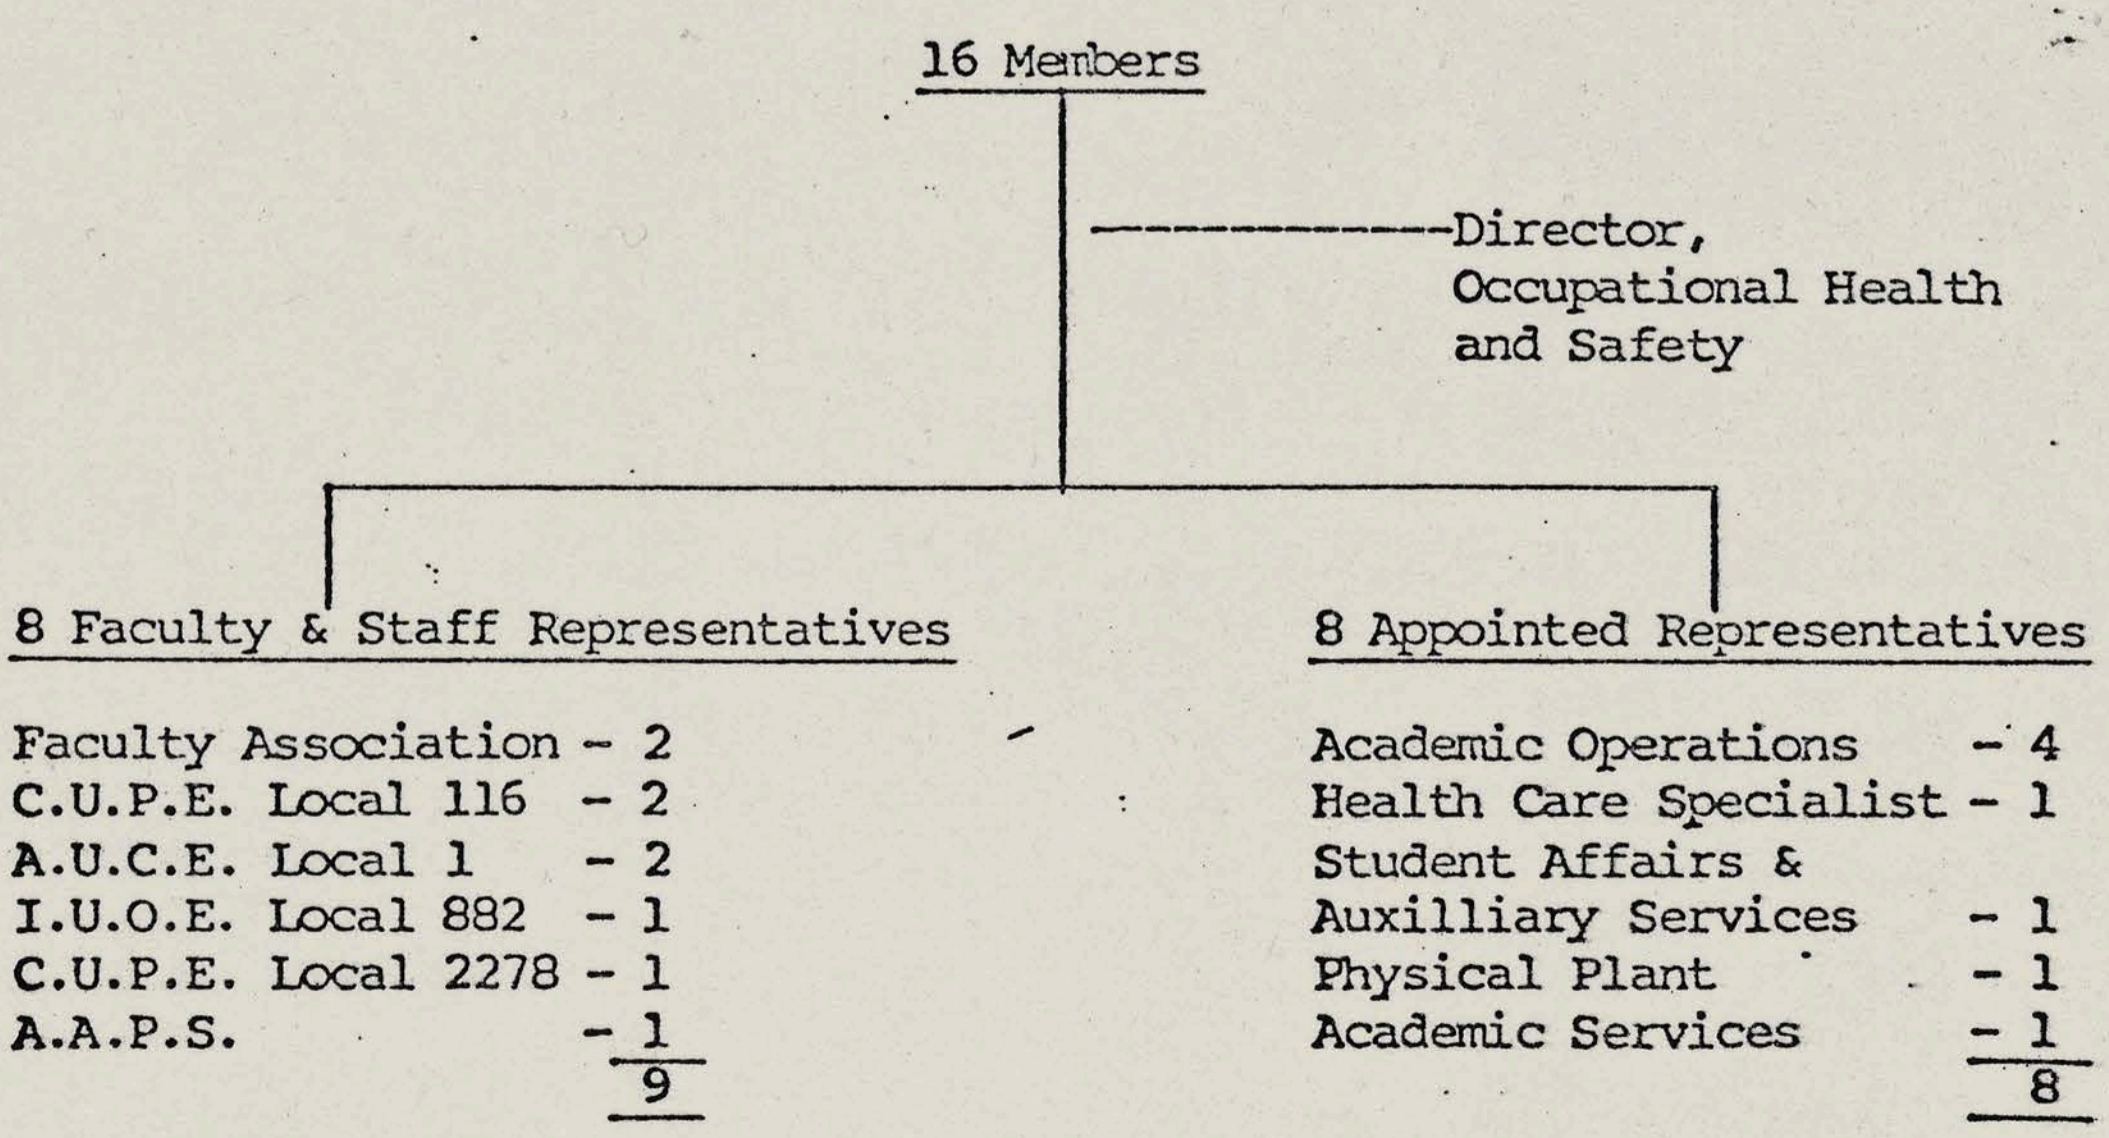 16 Members
Director,
Occupational Health
and Safety
8 Faculty & Staff Representatives
Faculty Association - 2
C.U.P.E. Local 116 - 2
A.U.C.E. Local 1 - 2
I.U.O.E. Local 882 - 1
C.U.P.E. Local 2278 - 1
A.A.P.S. - 1
9
8 Appointed Representatives
Academic Operations - 4
Health Care Specialist - 1
Student Affairs &
Auxilliary Services - 1
Physical Plant - 1
Academic Services - 1
8